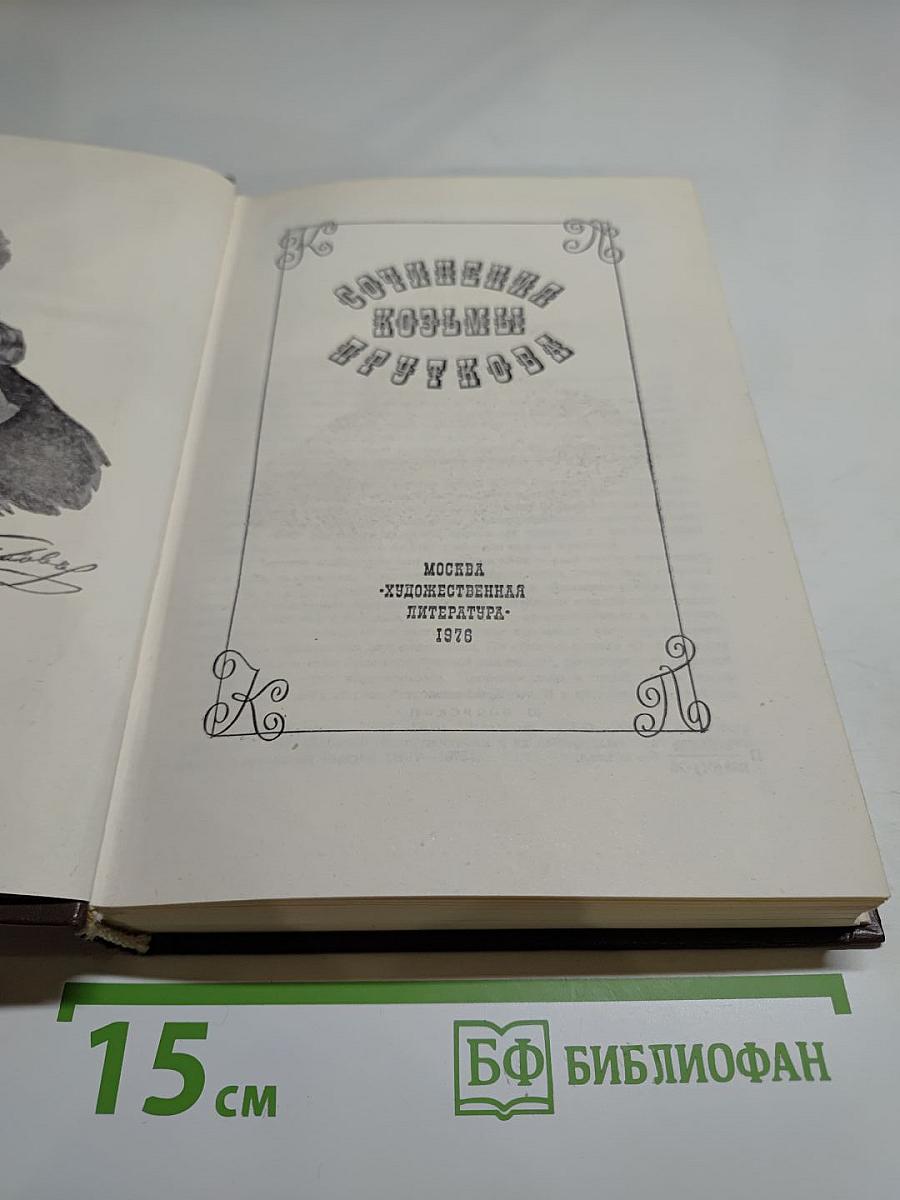 К П
СОЧИНЕНИЯ
КОЗЬМЫ
ПРУТКОВА
МОСКВА
«ХУДОЖЕСТВЕННАЯ
ЛИТЕРАТУРА»
1976
К П
15 см
БФ БИБЛИОФАН